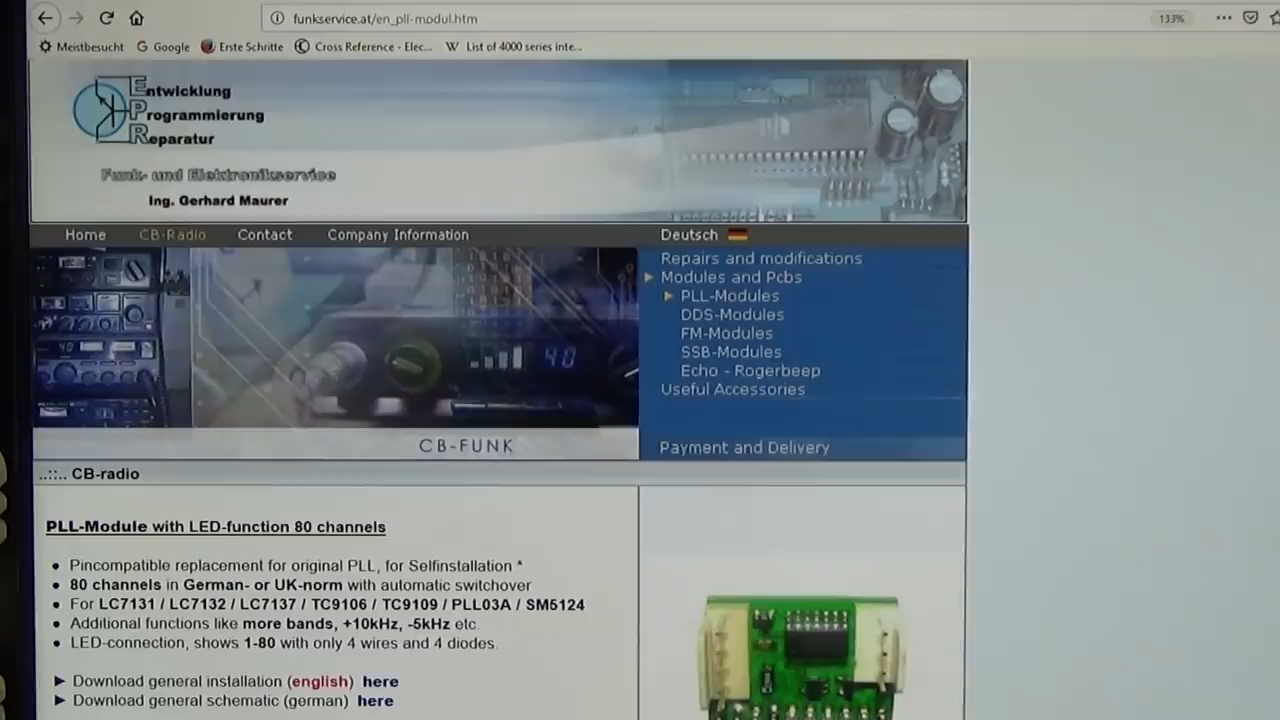 funkservice.at/en_pll-modul.htm
133%
Meistbesucht Google Erste Schritte Cross Reference - Elec... W List of 4000 series inte...
Entwicklung
Programmierung
Reparatur
Funk- und Elektronikservice
Ing. Gerhard Maurer
Home CB-Radio Contact Company Information Deutsch
Repairs and modifications
Modules and Pcbs
PLL-Modules
DDS-Modules
FM-Modules
SSB-Modules
Echo - Rogerbeep
Useful Accessories
40
40
CB-FUNK
Payment and Delivery
..::.. CB-radio
PLL-Module with LED-function 80 channels
• Pincompatible replacement for original PLL, for Selfinstallation *
• 80 channels in German- or UK-norm with automatic switchover
• For LC7131 / LC7132 / LC7137 / TC9106 / TC9109 / PLL03A / SM5124
• Additional functions like more bands, +10kHz, -5kHz etc.
• LED-connection, shows 1-80 with only 4 wires and 4 diodes.
► Download general installation (english) here
► Download general schematic (german) here